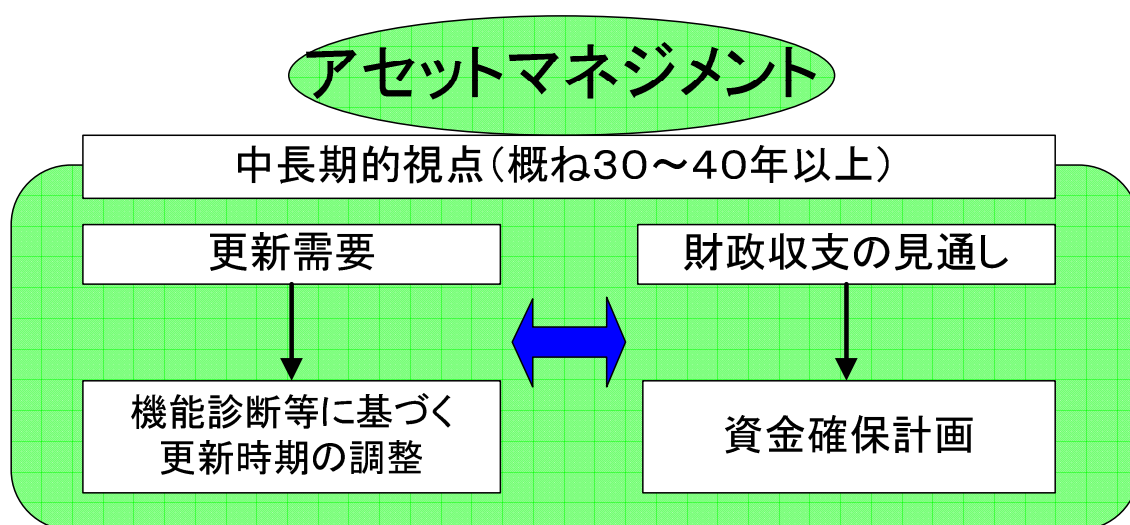 アセットマネジメント
中長期的視点（概ね３０～４０年以上）
更新需要
財政収支の見通し
機能診断等に基づく
更新時期の調整
資金確保計画